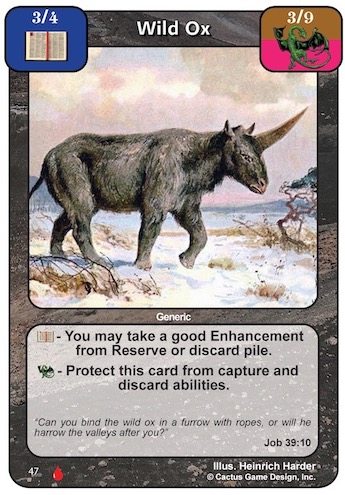 3/4
Wild Ox
3/9
Generic
- You may take a good Enhancement
from Reserve or discard pile.
- Protect this card from capture and
discard abilities.
"Can you bind the wild ox in a furrow with ropes, or will he
harrow the valleys after you?"
Job 39:10
47
Illus. Heinrich Harder
© Cactus Game Design, Inc.